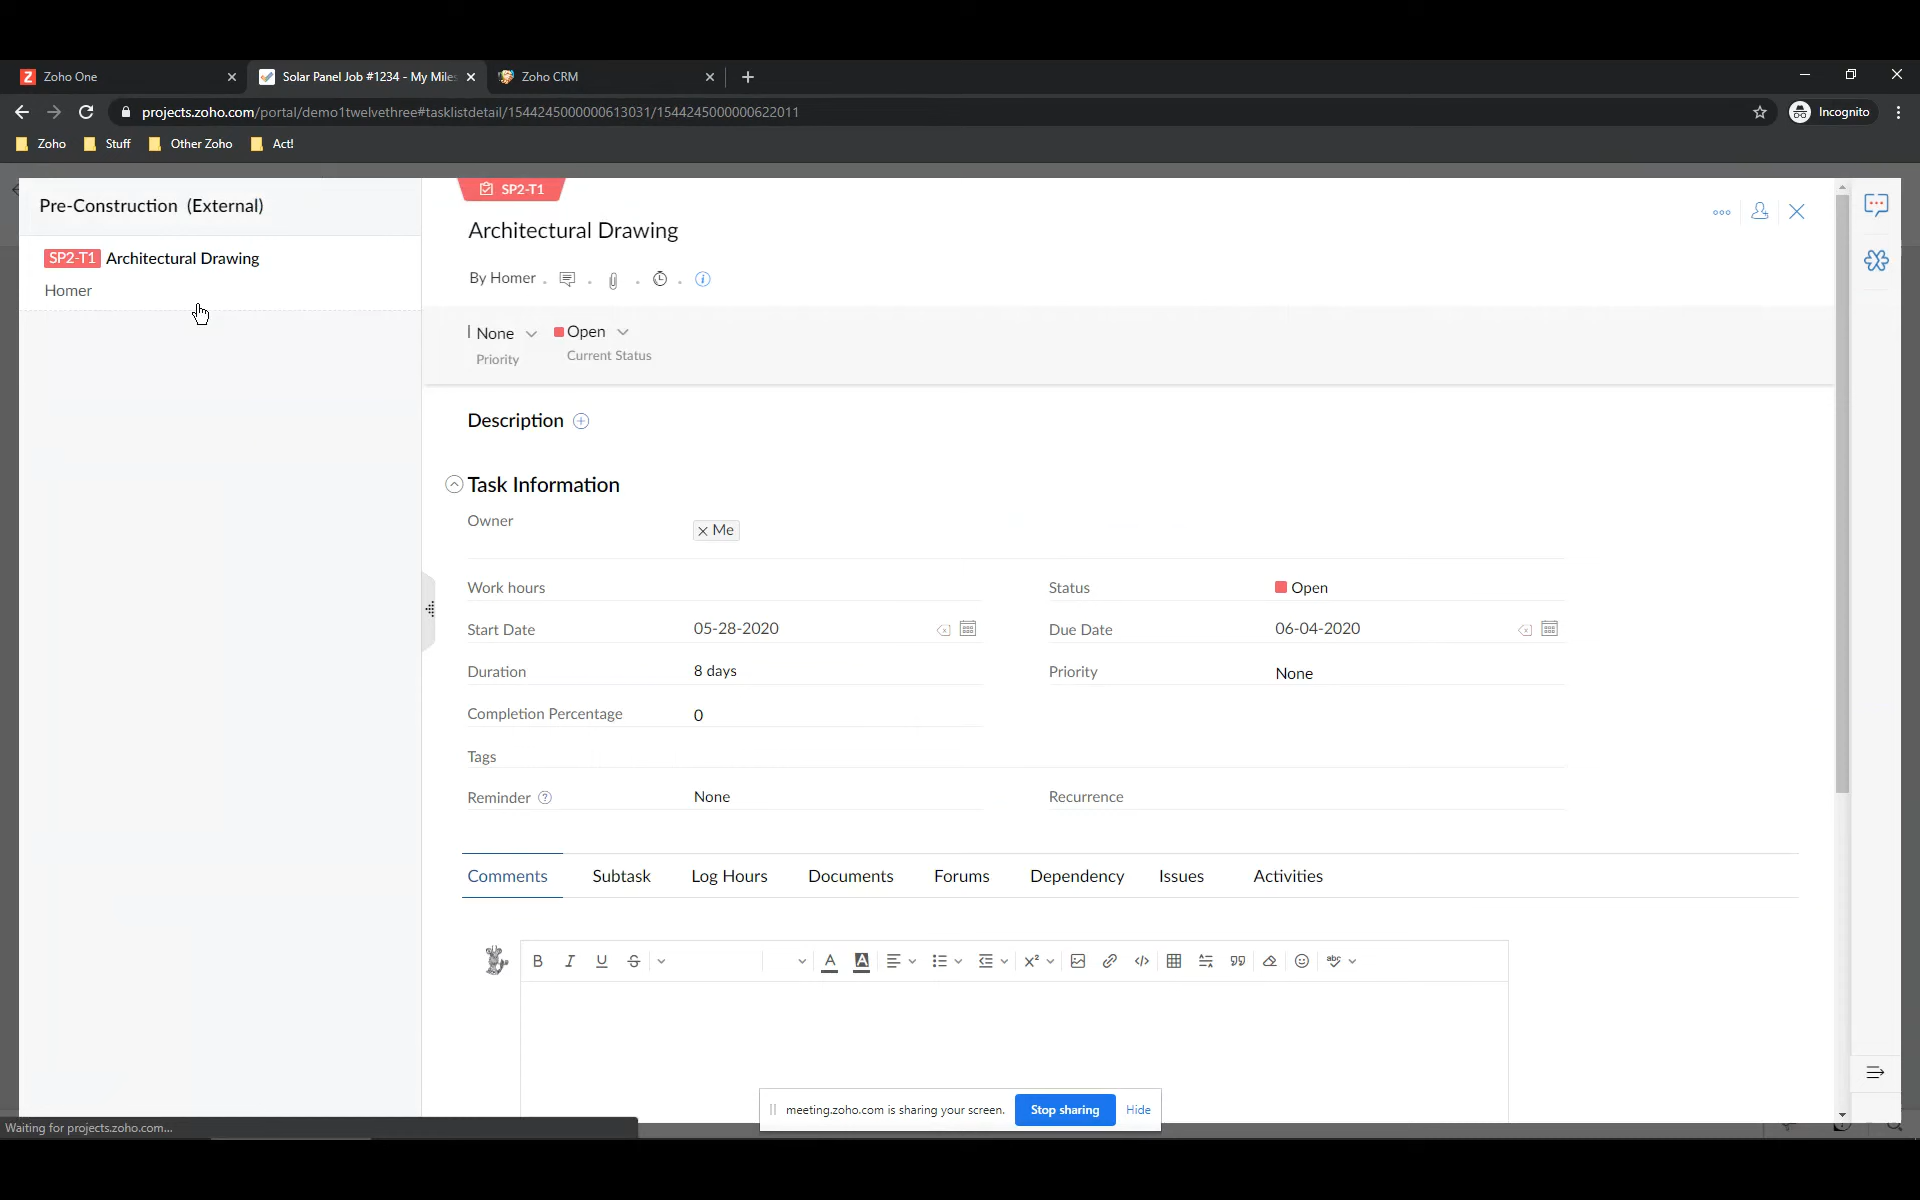 Zoho One
Solar Panel Job #1234 - My Miles
Zoho CRM
projects.zoho.com/portal/demo1twelvethree#tasklistdetail/1544245000000613031/1544245000000622011
Incognito
Zoho
Stuff
Other Zoho
Act!
Pre-Construction (External)
SP2-T1 Architectural Drawing
Homer
SP2-T1
Architectural Drawing
By Homer
None
Priority
Open
Current Status
Description
Task Information
Owner
Me
Work hours
Status
Open
Start Date
05-28-2020
Due Date
06-04-2020
Duration
8 days
Priority
None
Completion Percentage
0
Tags
Reminder
None
Recurrence
Comments
Subtask
Log Hours
Documents
Forums
Dependency
Issues
Activities
meeting.zoho.com is sharing your screen.
Stop sharing
Hide
Waiting for projects.zoho.com...